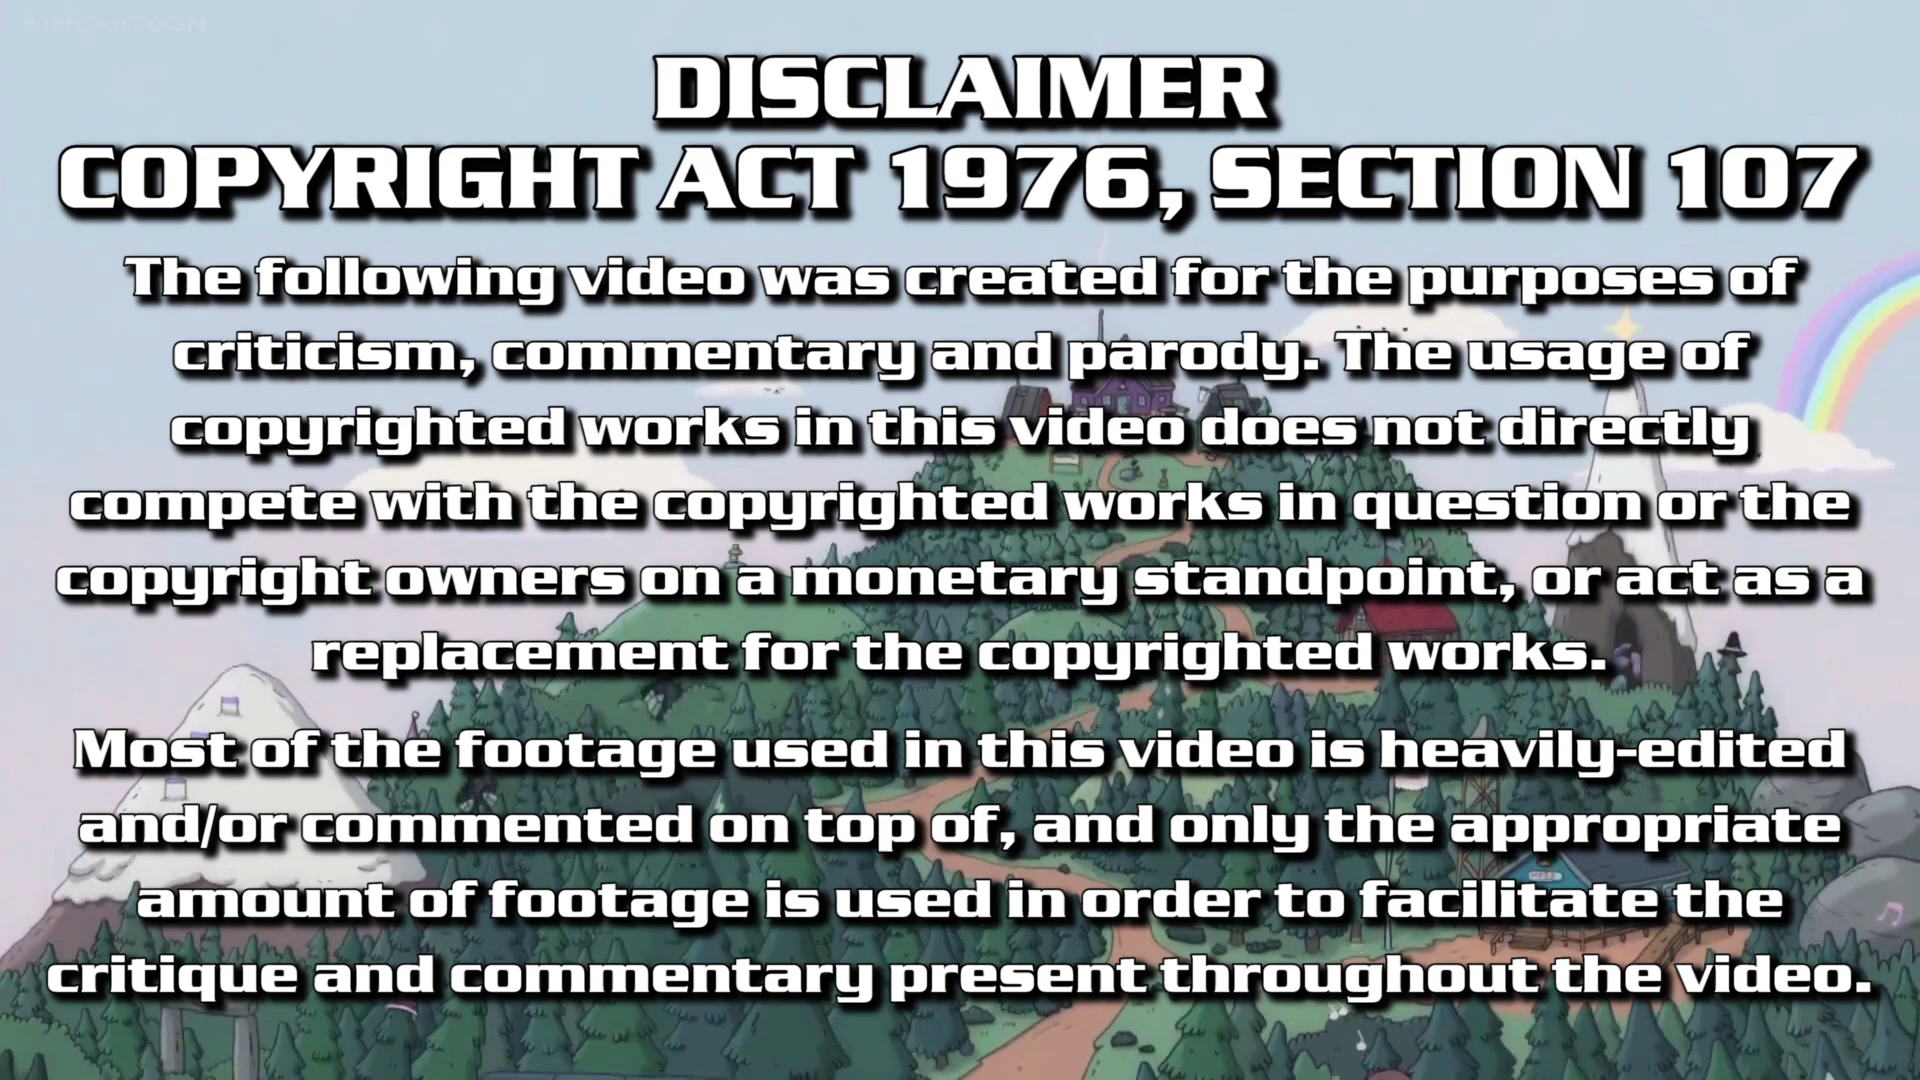 KIMCARTOON
DISCLAIMER
COPYRIGHT ACT 1976, SECTION 107
The following video was created for the purposes of
criticism, commentary and parody. The usage of
copyrighted works in this video does not directly
compete with the copyrighted works in question or the
copyright owners on a monetary standpoint, or act as a
replacement for the copyrighted works.
Most of the footage used in this video is heavily-edited
and/or commented on top of, and only the appropriate
amount of footage is used in order to facilitate the
critique and commentary present throughout the video.